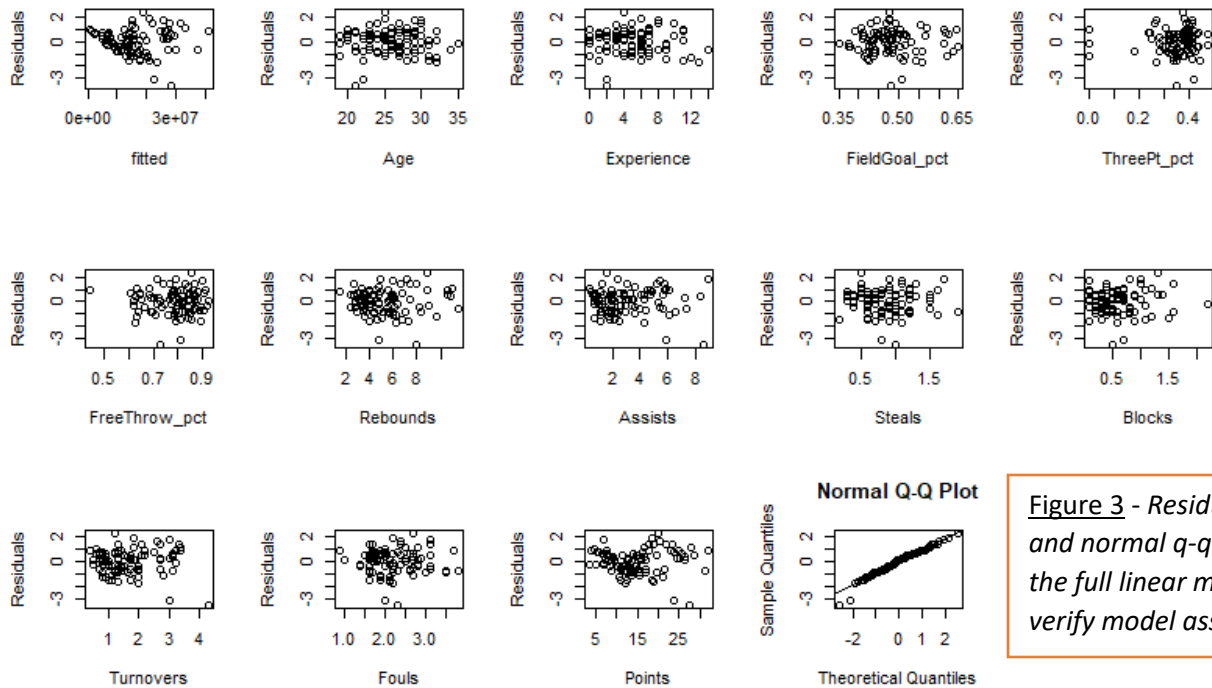 Residuals
2
0
-3
0e+00 3e+07
fitted
Residuals
2
0
-3
20 25 30 35
Age
Residuals
2
0
-3
0 4 8 12
Experience
Residuals
2
0
-3
0.35 0.50 0.65
FieldGoal_pct
Residuals
2
0
-3
0.0 0.2 0.4
ThreePt_pct
Residuals
2
0
-3
0.5 0.7 0.9
FreeThrow_pct
Residuals
2
0
-3
2 4 6 8
Rebounds
Residuals
2
0
-3
2 4 6 8
Assists
Residuals
2
0
-3
0.5 1.5
Steals
Residuals
2
0
-3
0.5 1.5
Blocks
Residuals
2
0
-3
1 2 3 4
Turnovers
Residuals
2
0
-3
1.0 2.0 3.0
Fouls
Residuals
2
0
-3
5 15 25
Points
Normal Q-Q Plot
Sample Quantiles
2
0
-3
-2 0 1 2
Theoretical Quantiles
Figure 3 - Residu
and normal q-q
the full linear m
verify model ass